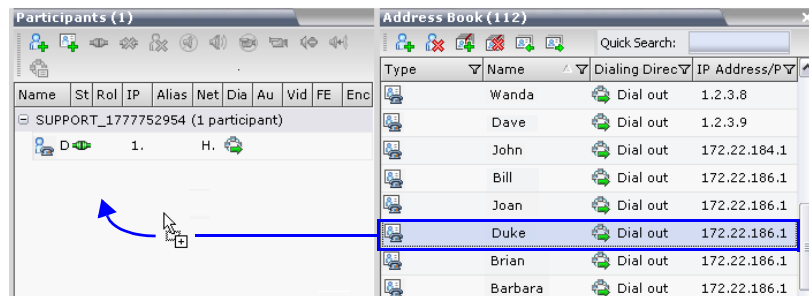 Participants (1)
Name St Rol IP Alias Net Dia Au Vid FE Enc
SUPPORT_1777752954 (1 participant)
D 1. H.
Address Book (112)
Quick Search:
Type Name Dialing Direc IP Address/P
Wanda Dial out 1.2.3.8
Dave Dial out 1.2.3.9
John Dial out 172.22.184.1
Bill Dial out 172.22.186.1
Joan Dial out 172.22.186.1
Duke Dial out 172.22.186.1
Brian Dial out 172.22.186.1
Barbara Dial out 172.22.186.1